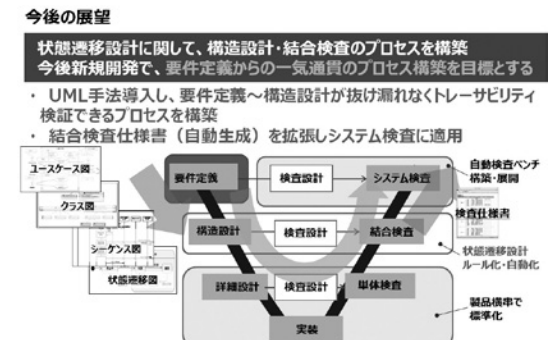 今後の展望
状態遷移設計に関して、構造設計・結合検査のプロセスを構築
今後新規開発で、要件定義からの一気通貫のプロセス構築を目標とする
・ UML手法導入し、要件定義～構造設計が抜け漏れなくトレーサビリティ
検証できるプロセスを構築
・ 結合検査仕様書（自動生成）を拡張しシステム検査に適用
ユースケース図
クラス図
シーケンス図
状態遷移図
要件定義
検査設計
システム検査
自動検査ベンチ
構築・展開
検査仕様書
構造設計
検査設計
結合検査
状態遷移設計
ルール化・自動化
詳細設計
検査設計
単体検査
製品横串で
標準化
実装